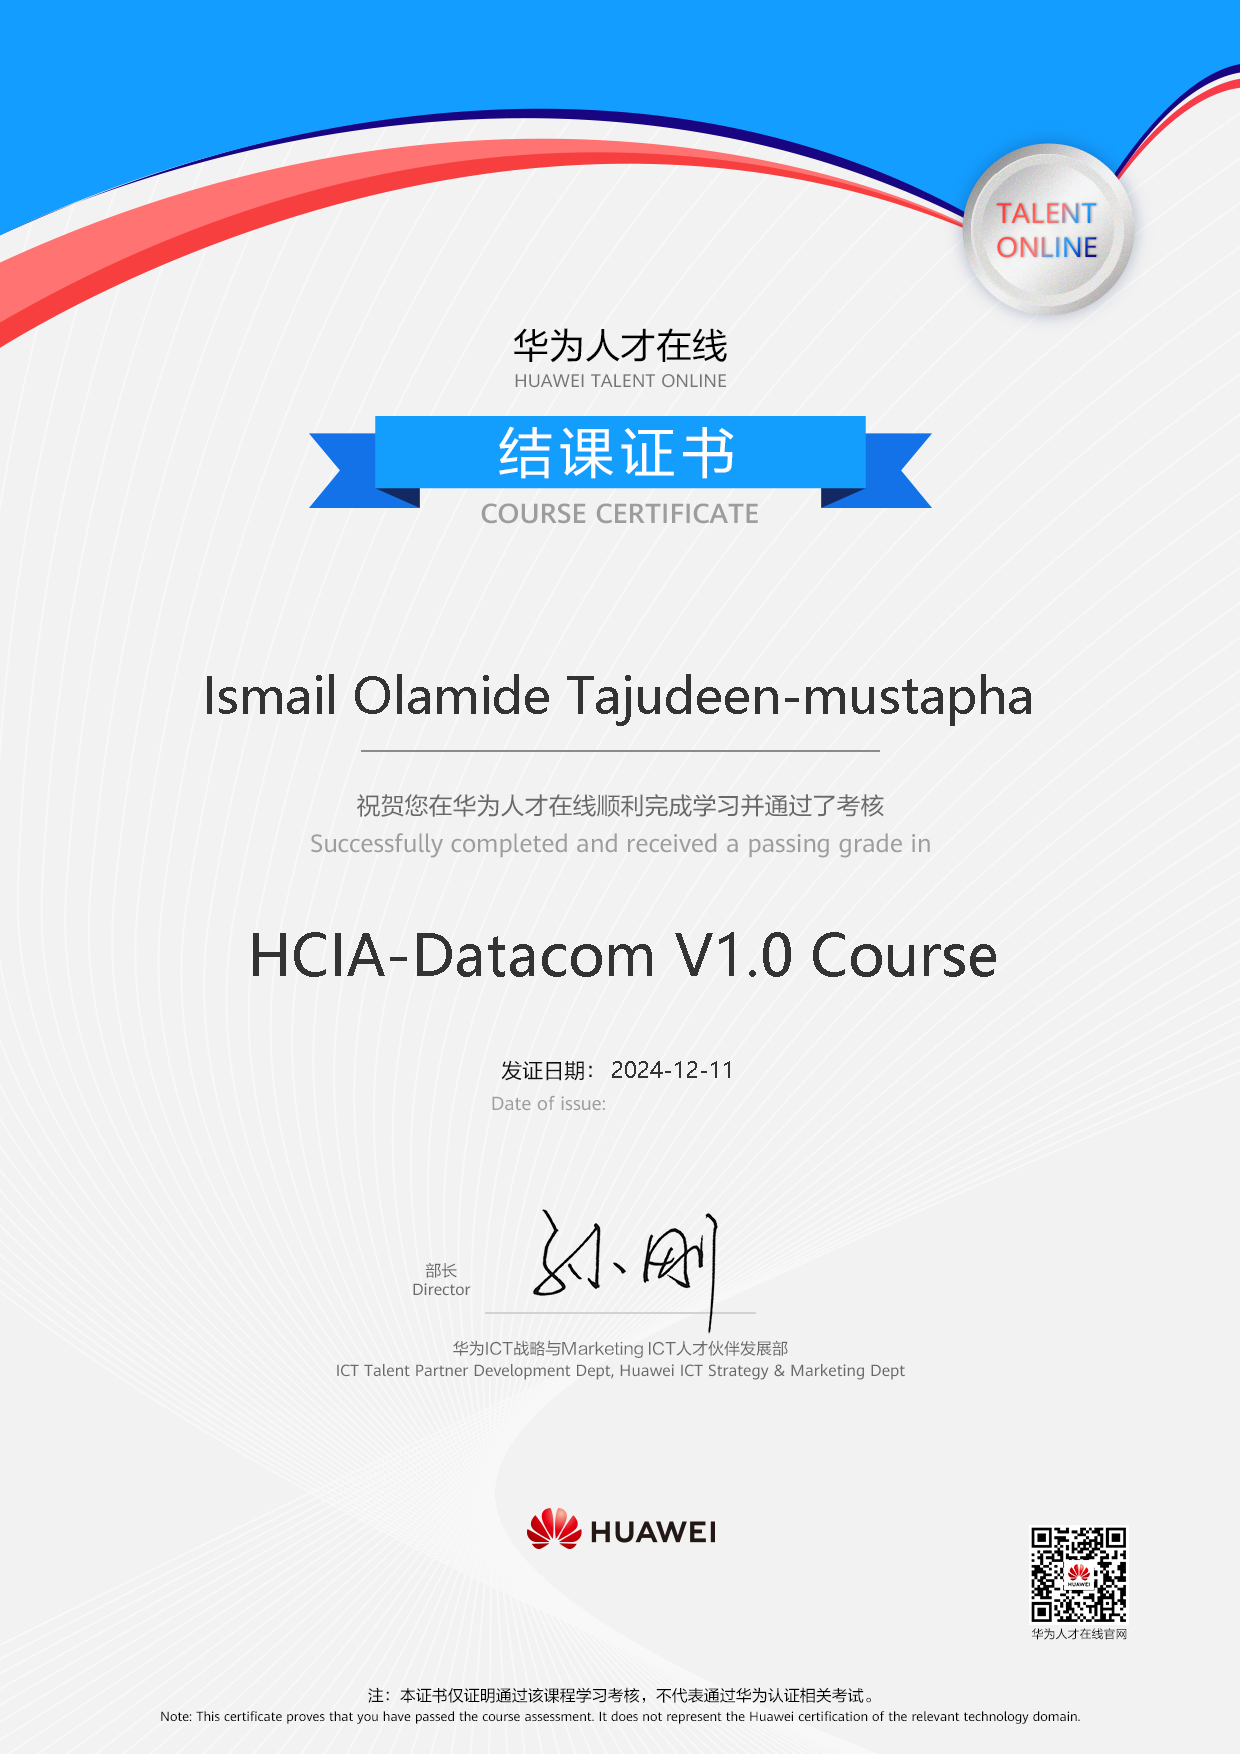 TALENT
ONLINE
华为人才在线
HUAWEI TALENT ONLINE
结课证书
COURSE CERTIFICATE
Ismail Olamide Tajudeen-mustapha
祝贺您在华为人才在线顺利完成学习并通过了考核
Successfully completed and received a passing grade in
HCIA-Datacom V1.0 Course
发证日期： 2024-12-11
Date of issue:
孙刚
部长
Director
华为ICT战略与Marketing ICT人才伙伴发展部
ICT Talent Partner Development Dept, Huawei ICT Strategy & Marketing Dept
HUAWEI
HUAWEI
华为人才在线官网
注：本证书仅证明通过该课程学习考核，不代表通过华为认证相关考试。
Note: This certificate proves that you have passed the course assessment. It does not represent the Huawei certification of the relevant technology domain.